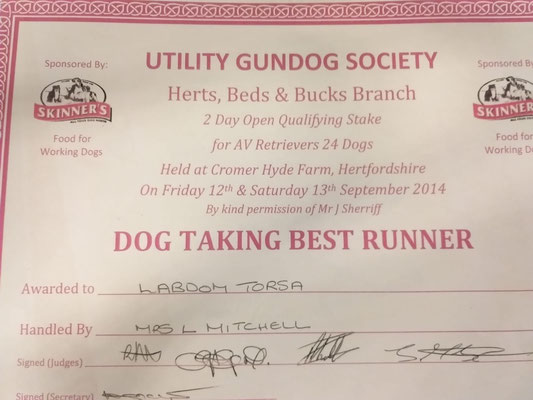 Sponsored By:
UTILITY GUNDOG SOCIETY
Sponsored By:
SKINNER'S
Herts, Beds & Bucks Branch
SKINNER'S
2 Day Open Qualifying Stake
Food for
Working Dogs
for AV Retrievers 24 Dogs
Food for
Working Dogs
Held at Cromer Hyde Farm, Hertfordshire
On Friday 12th & Saturday 13th September 2014
By kind permission of Mr J Sherriff
DOG TAKING BEST RUNNER
Awarded to LABDOM TORSA
Handled By MRS L MITCHELL
Signed (Judges)
Signed (Secretary)